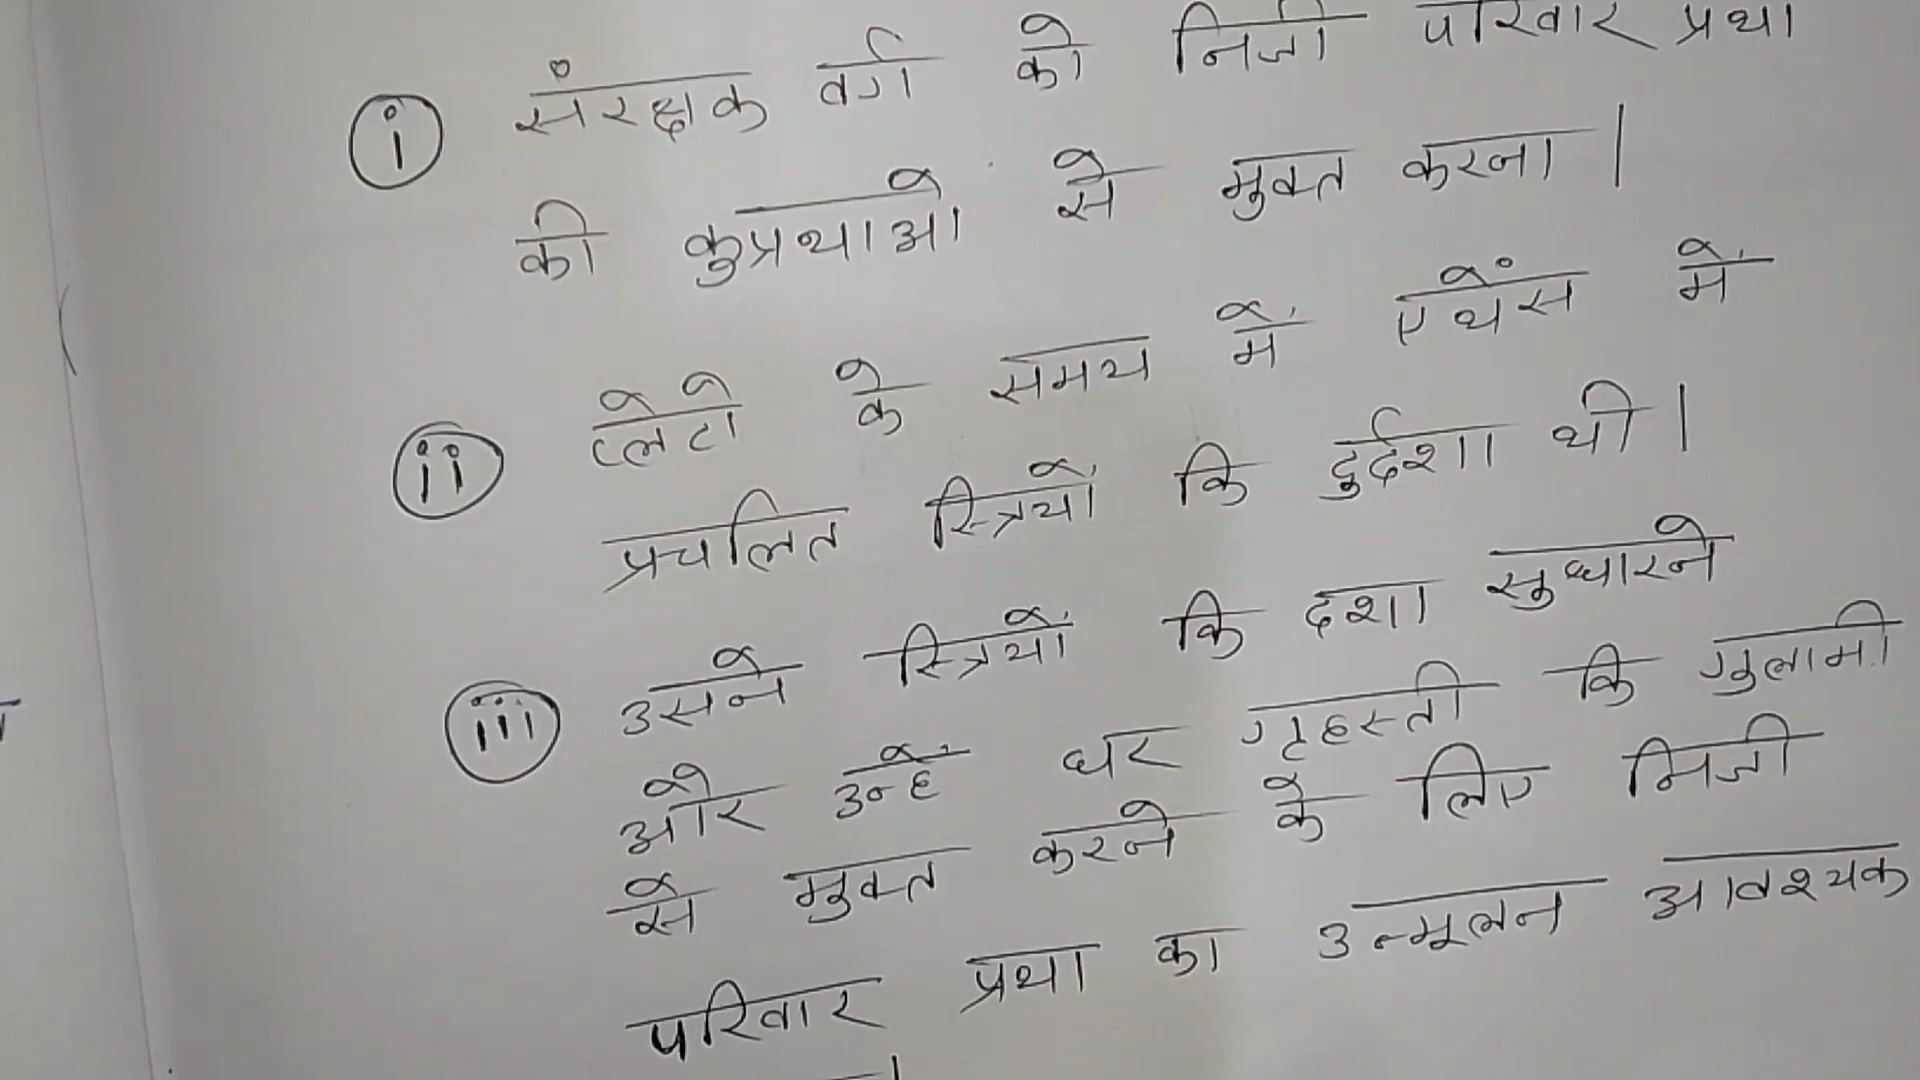 (i) संरक्षक वर्ग को निजी परिवार प्रथा
की कुप्रथाओ से मुक्त करना।
(ii) प्लेटो के समय में एथेंस में
प्रचलित स्त्रियों कि दुर्दशा थी।
(iii) उसने स्त्रियों कि दशा सुधारने
और उन्हें घर गृहस्ती कि गुलामी
से मुक्त करने के लिए निजी
परिवार प्रथा का उन्मूलन आवश्यक